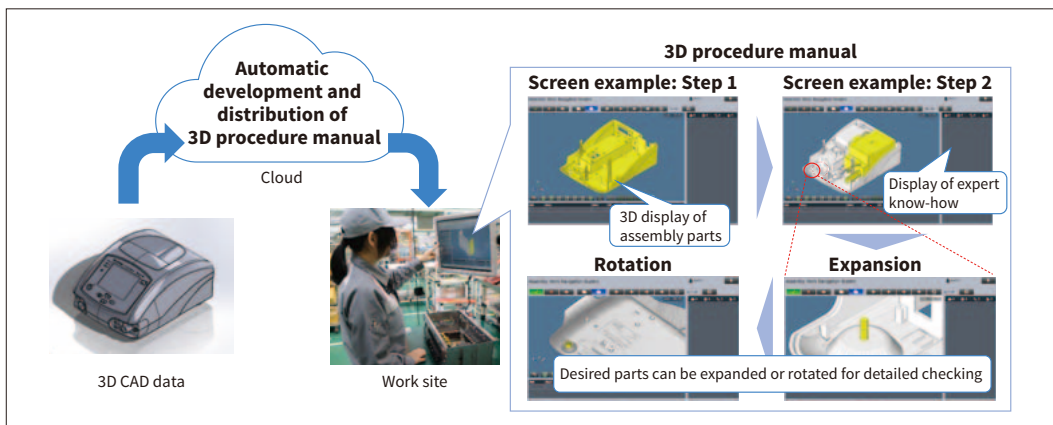 Automatic
development and
distribution of
3D procedure manual
Cloud
3D CAD data
Work site
3D procedure manual
Screen example: Step 1
Screen example: Step 2
3D display of
assembly parts
Display of expert
know-how
Rotation
Expansion
Desired parts can be expanded or rotated for detailed checking